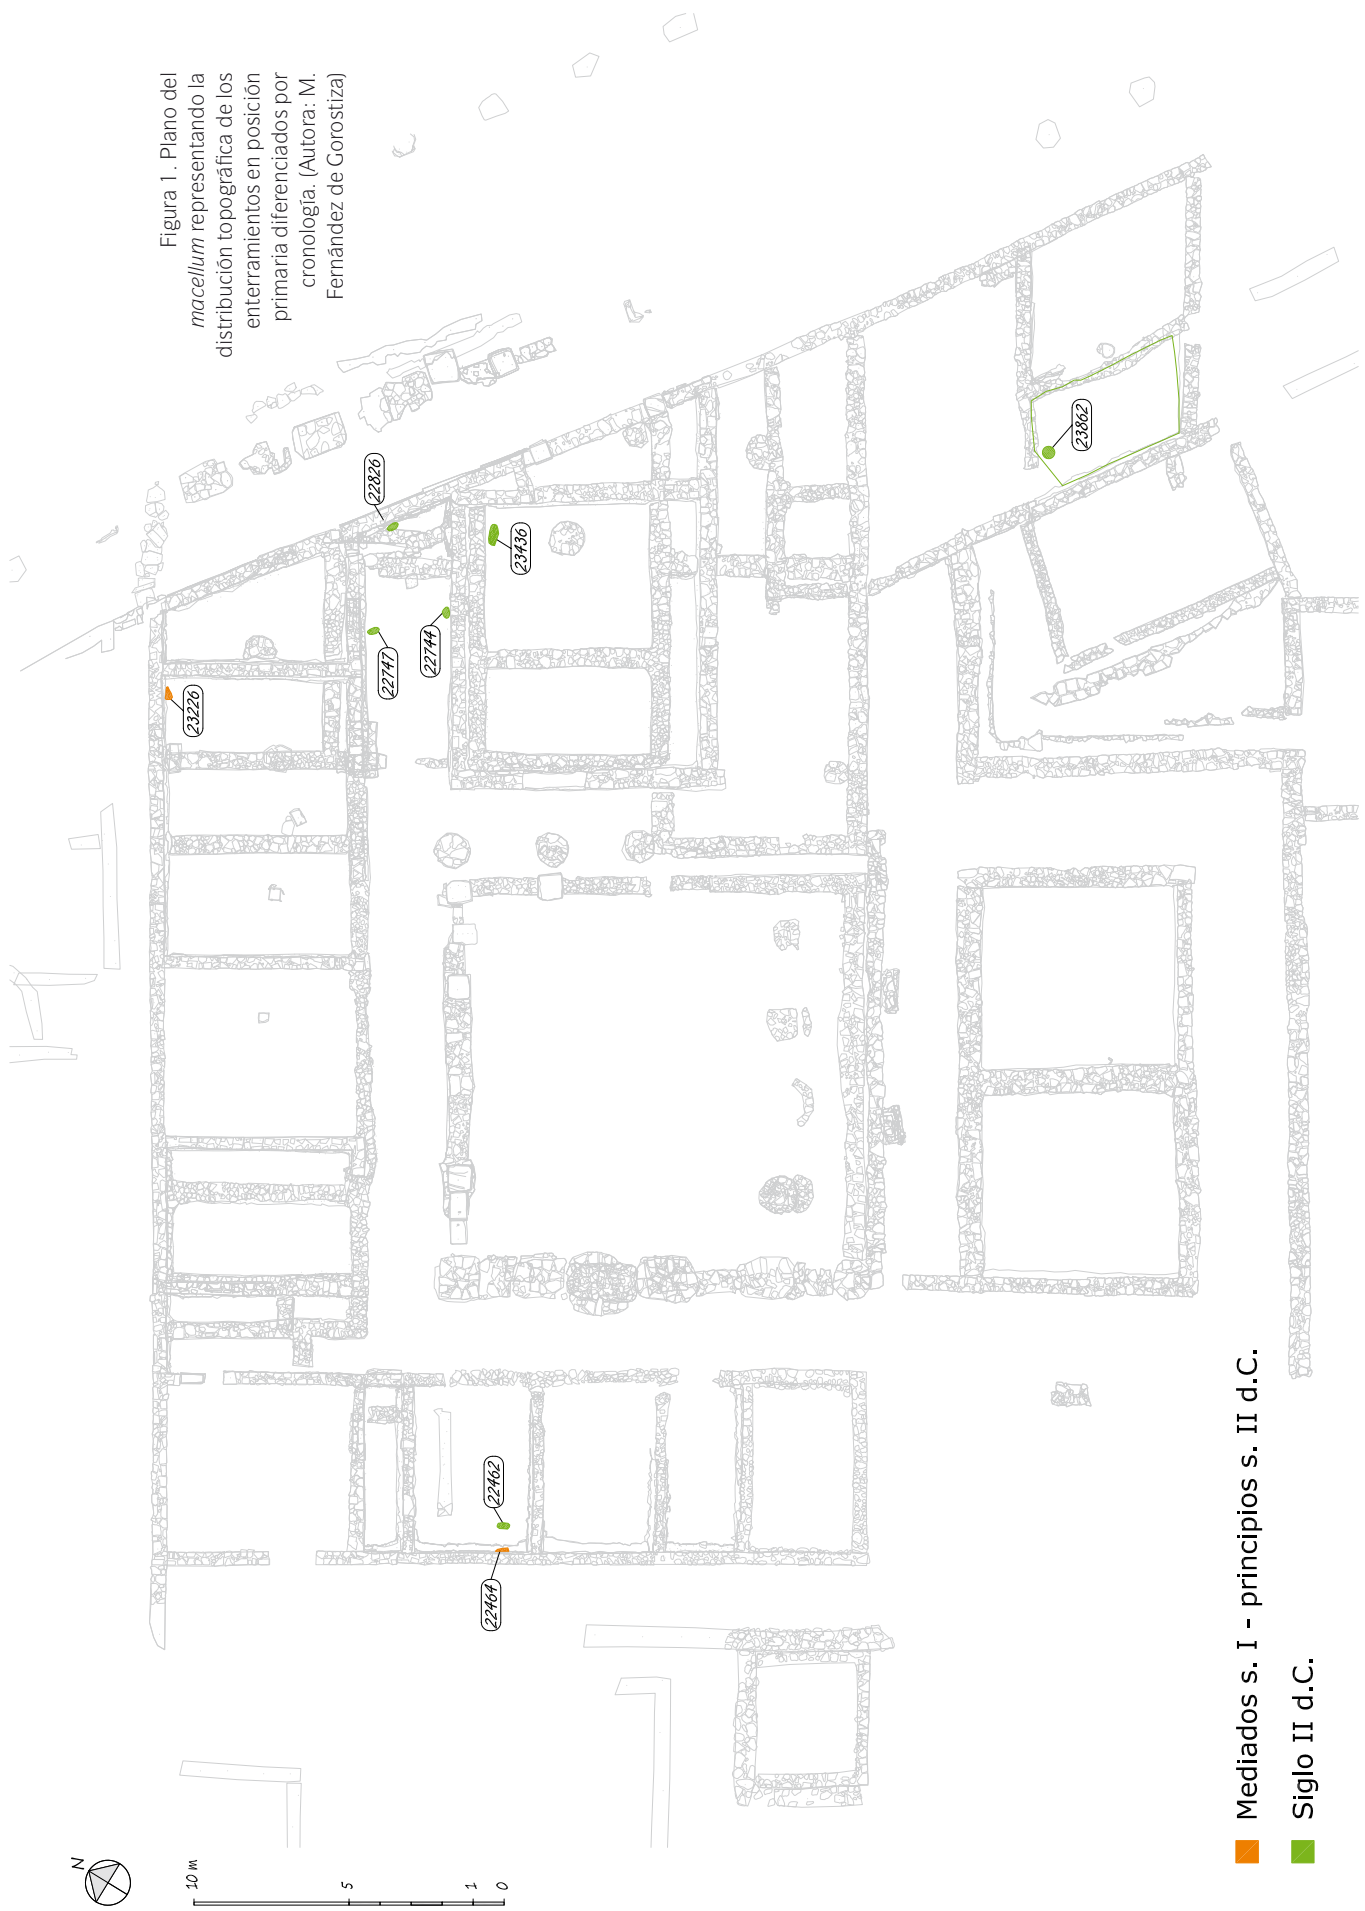 Figura 1. Plano del
macellum representando la
distribución topográfica de los
enterramientos en posición
primaria diferenciados por
cronología. (Autora: M.
Fernández de Gorostiza)
22826
23436
22747
22744
23226
23862
22462
22464
N
10 m
5
1
0
Mediados s. I - principios s. II d.C.
Siglo II d.C.